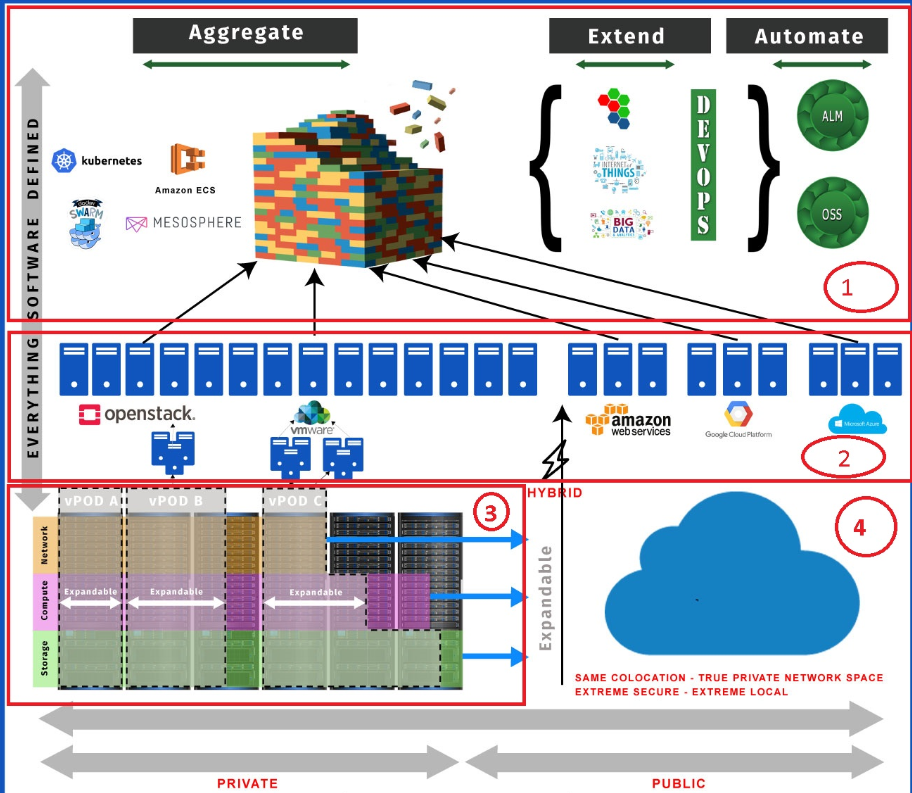 Aggregate
Extend
Automate
EVERYTHING SOFTWARE DEFINED
kubernetes
Amazon ECS
docker
SWARM
MESOSPHERE
INTERNET of
THINGS
BIG
DATA
DEVOPS
ALM
OSS
1
openstack.
vmware
amazon
web services
Google Cloud Platform
Microsoft Azure
2
HYBRID
vPOD A
vPOD B
vPOD C
3
4
Network
Compute
Storage
Expandable
Expandable
Expandable
Expandable
SAME COLOCATION - TRUE PRIVATE NETWORK SPACE
EXTREME SECURE - EXTREME LOCAL
PRIVATE
PUBLIC